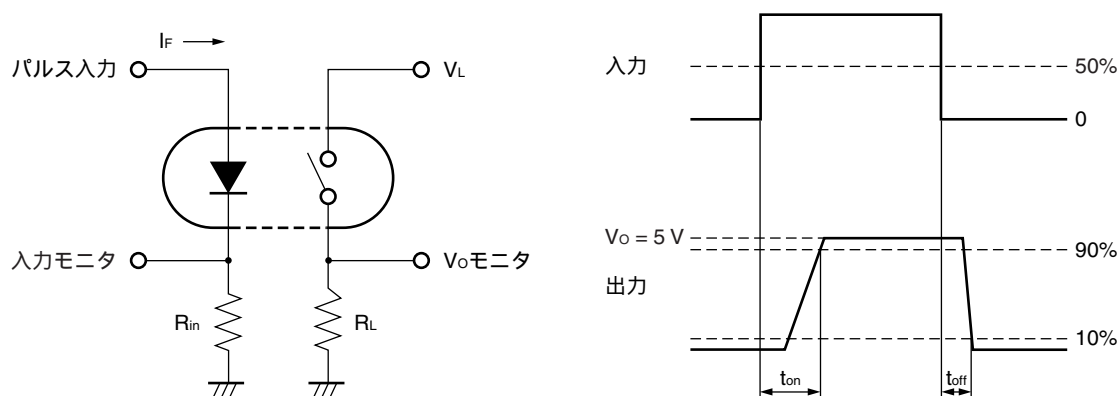 IF
パルス入力
VL
入力モニタ
VOモニタ
Rin
RL
入力
50%
0
VO = 5 V
90%
出力
10%
ton
toff